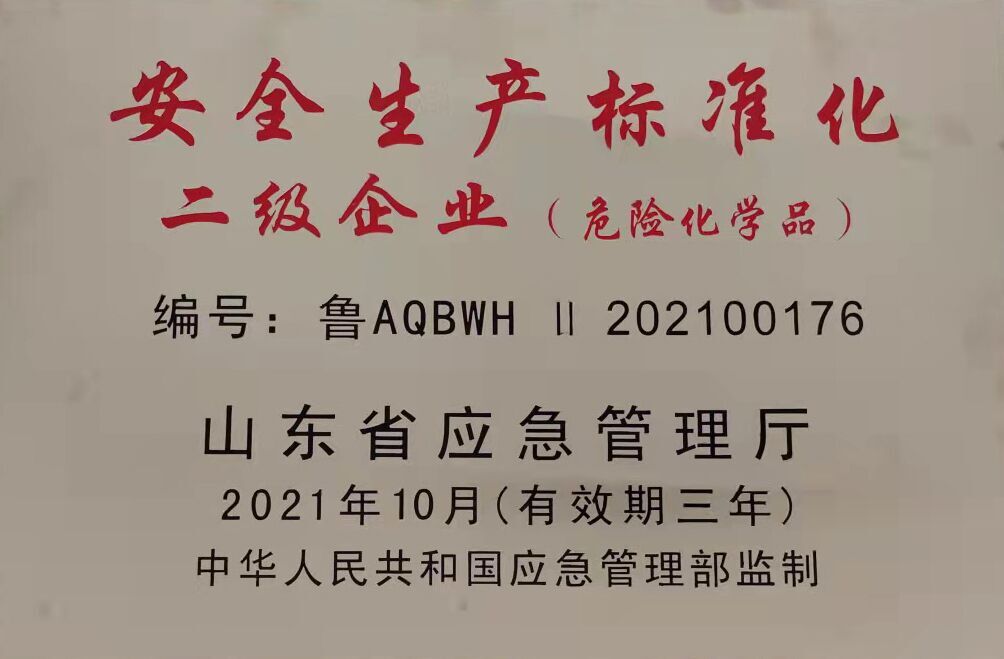 安全生产标准化
二级企业（危险化学品）
编号：鲁AQBWH Ⅱ 202100176
山东省应急管理厅
2021年10月(有效期三年)
中华人民共和国应急管理部监制